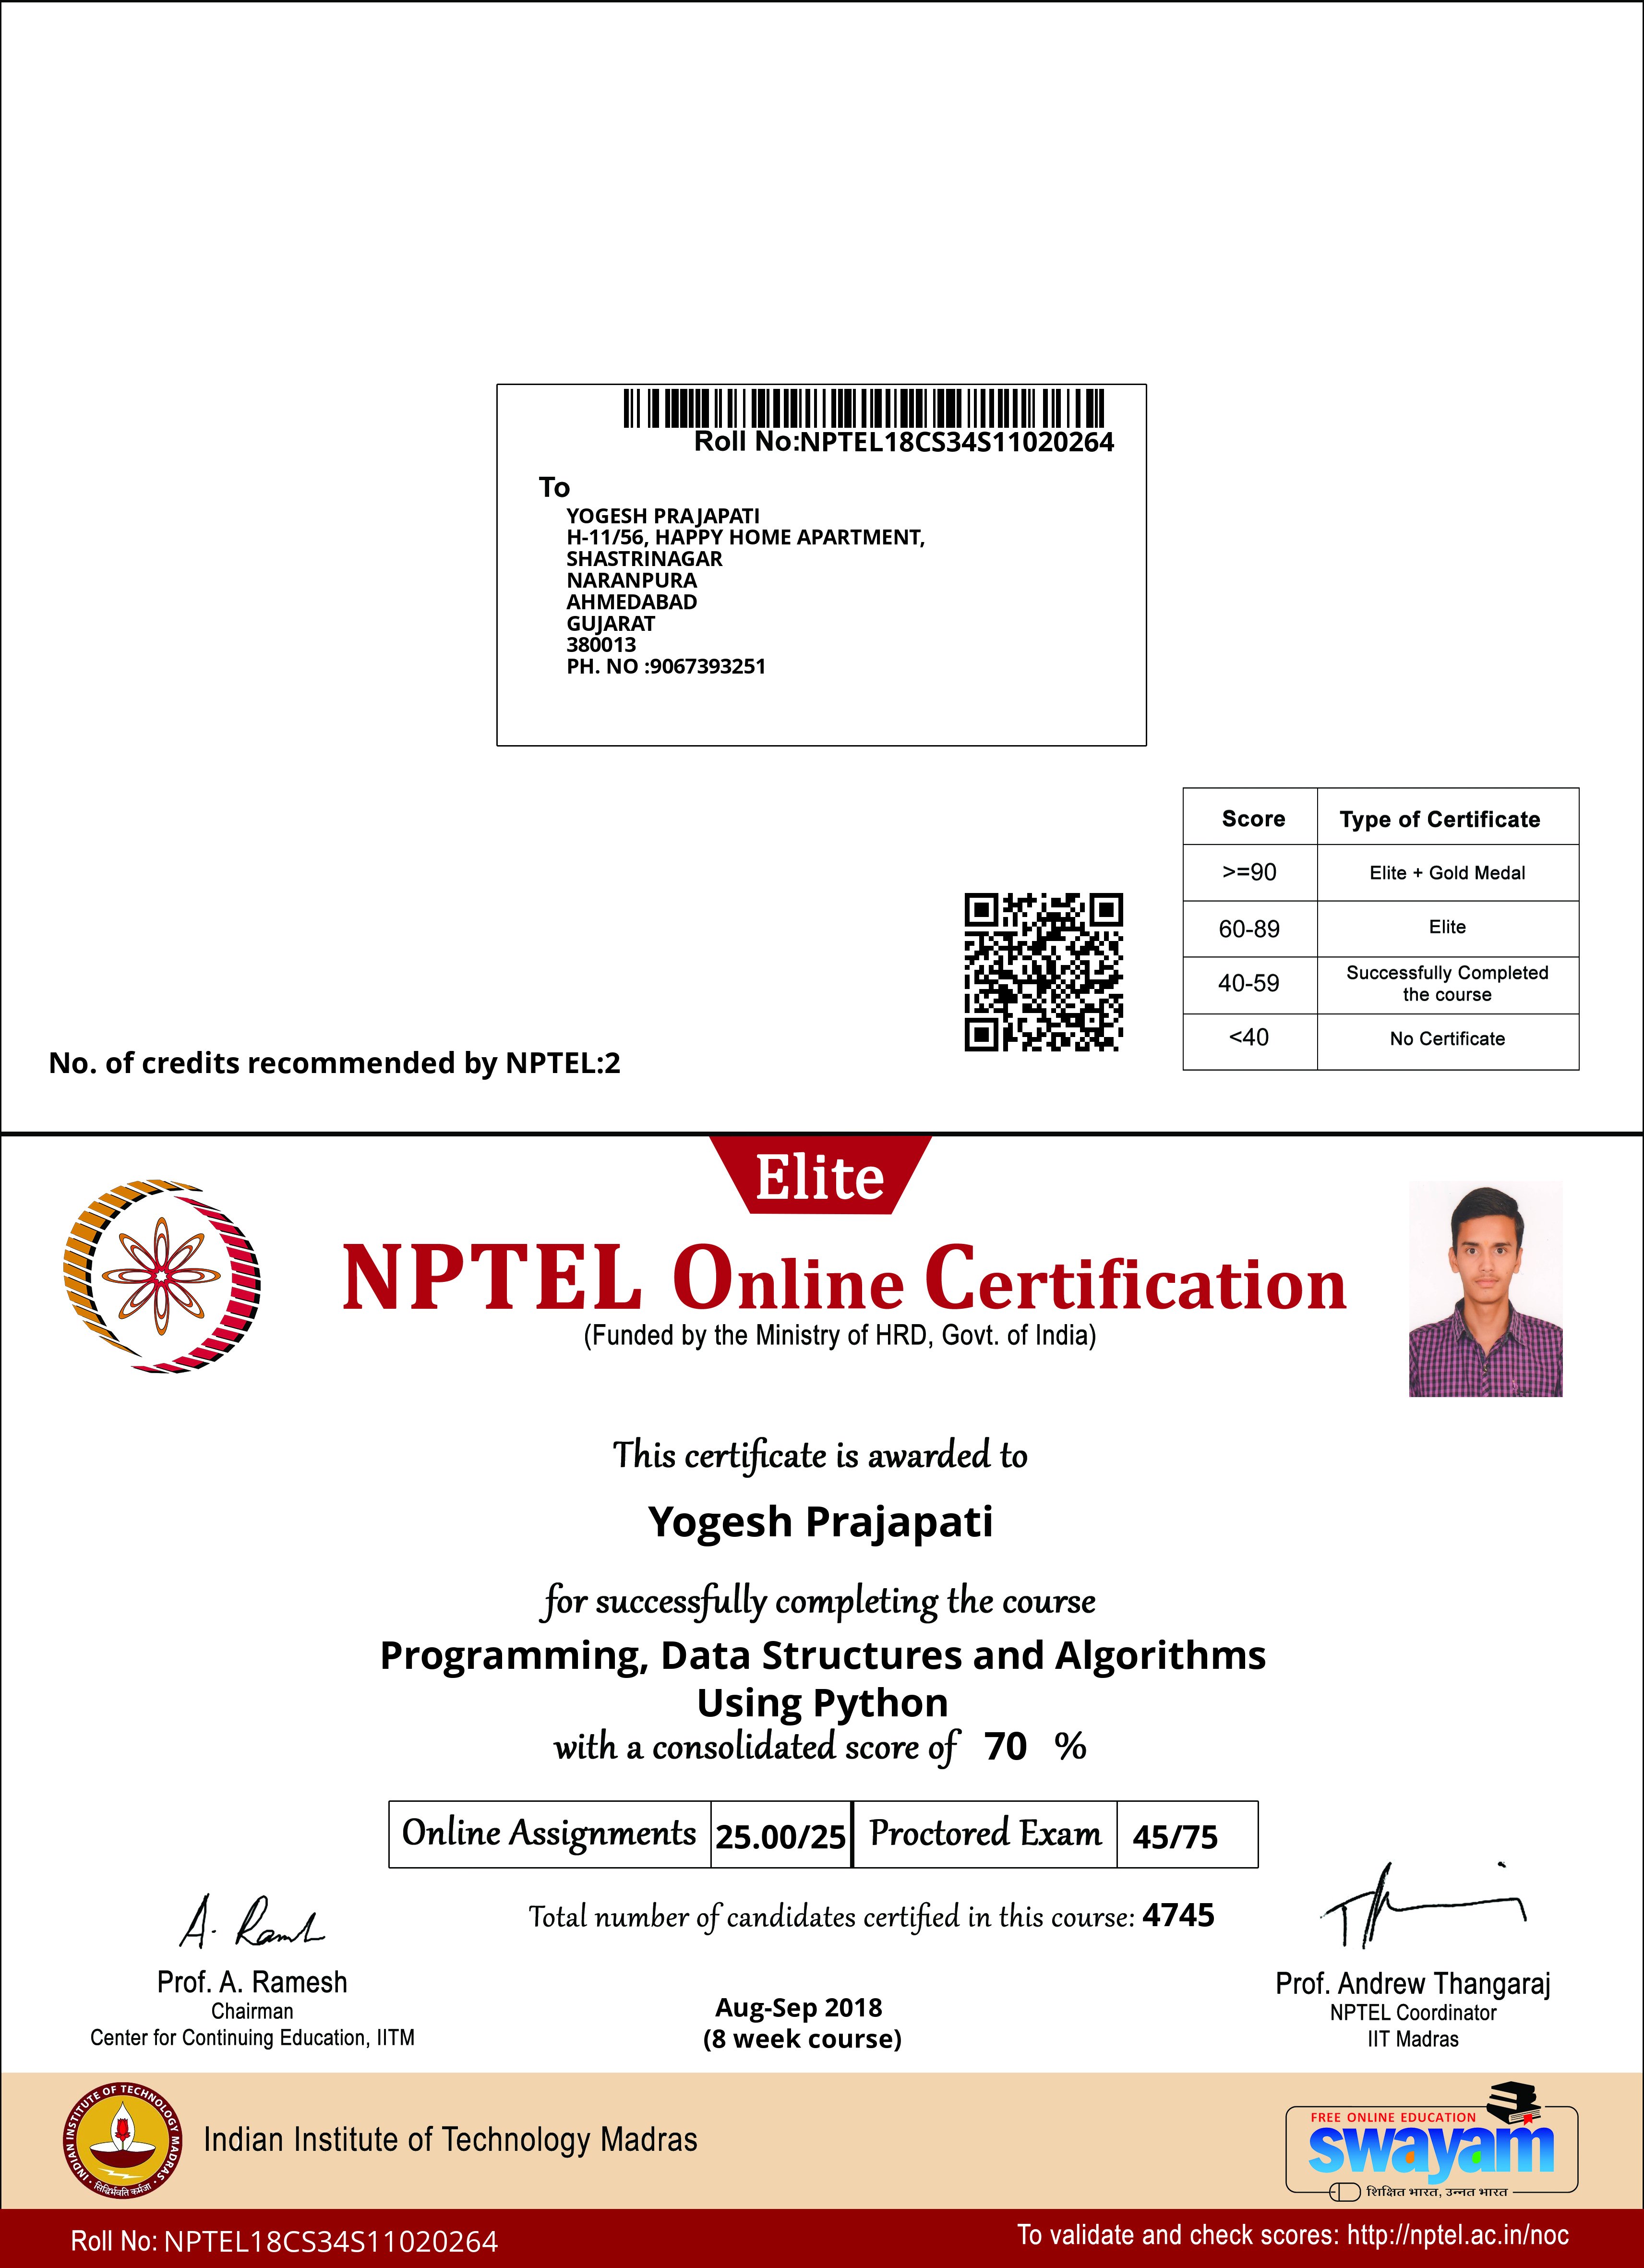 Roll No:NPTEL18CS34S11020264
To
YOGESH PRAJAPATI
H-11/56, HAPPY HOME APARTMENT,
SHASTRINAGAR
NARANPURA
AHMEDABAD
GUJARAT
380013
PH. NO :9067393251
Score Type of Certificate
>=90 Elite + Gold Medal
60-89 Elite
40-59 Successfully Completed
the course
<40 No Certificate
No. of credits recommended by NPTEL:2
Elite
NPTEL Online Certification
(Funded by the Ministry of HRD, Govt. of India)
This certificate is awarded to
Yogesh Prajapati
for successfully completing the course
Programming, Data Structures and Algorithms
Using Python
with a consolidated score of 70 %
Online Assignments 25.00/25 Proctored Exam 45/75
Total number of candidates certified in this course: 4745
A. Ramesh
Prof. A. Ramesh
Chairman
Center for Continuing Education, IITM
Aug-Sep 2018
(8 week course)
Prof. Andrew Thangaraj
NPTEL Coordinator
IIT Madras
INDIAN INSTITUTE OF TECHNOLOGY MADRAS
सिद्धिर्भवति कर्मजा
Indian Institute of Technology Madras
FREE ONLINE EDUCATION
swayam
शिक्षित भारत, उन्नत भारत
Roll No: NPTEL18CS34S11020264
To validate and check scores: http://nptel.ac.in/noc